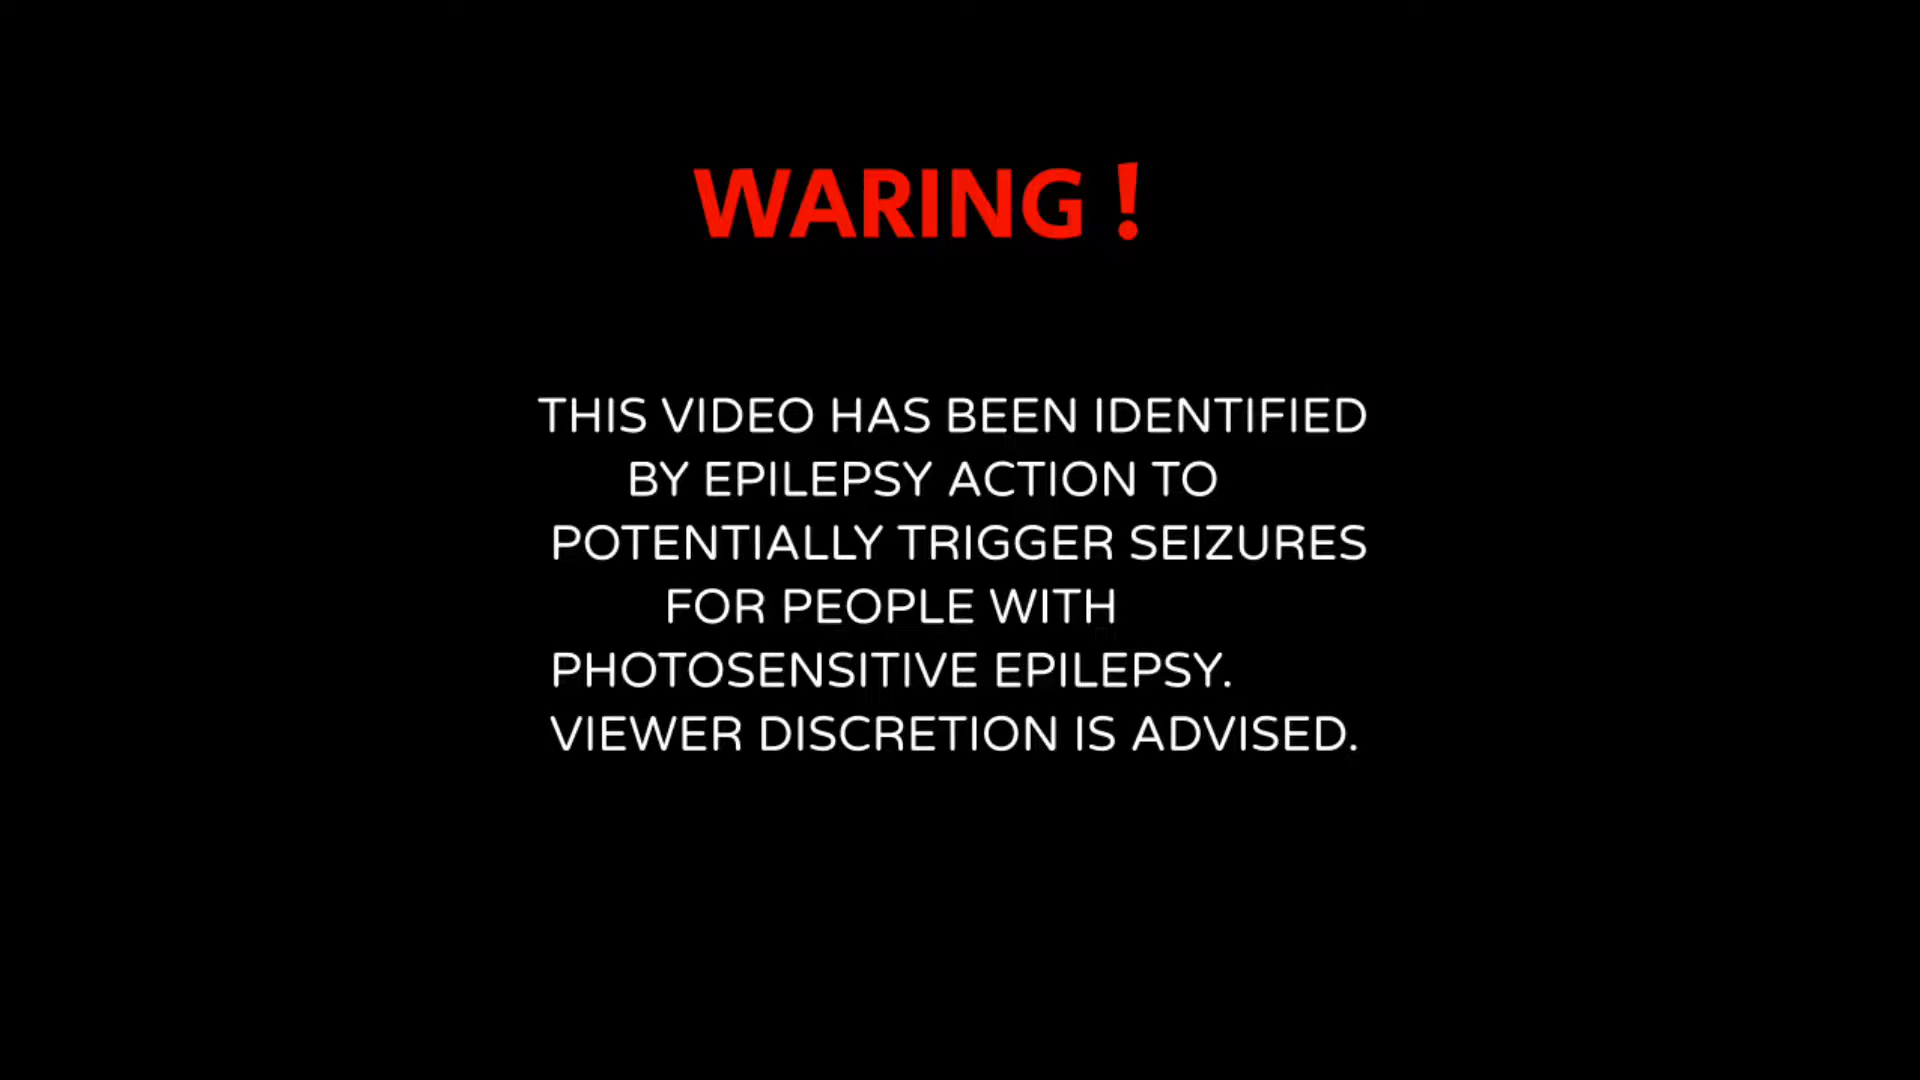 WARING !
THIS VIDEO HAS BEEN IDENTIFIED
BY EPILEPSY ACTION TO
POTENTIALLY TRIGGER SEIZURES
FOR PEOPLE WITH
PHOTOSENSITIVE EPILEPSY.
VIEWER DISCRETION IS ADVISED.